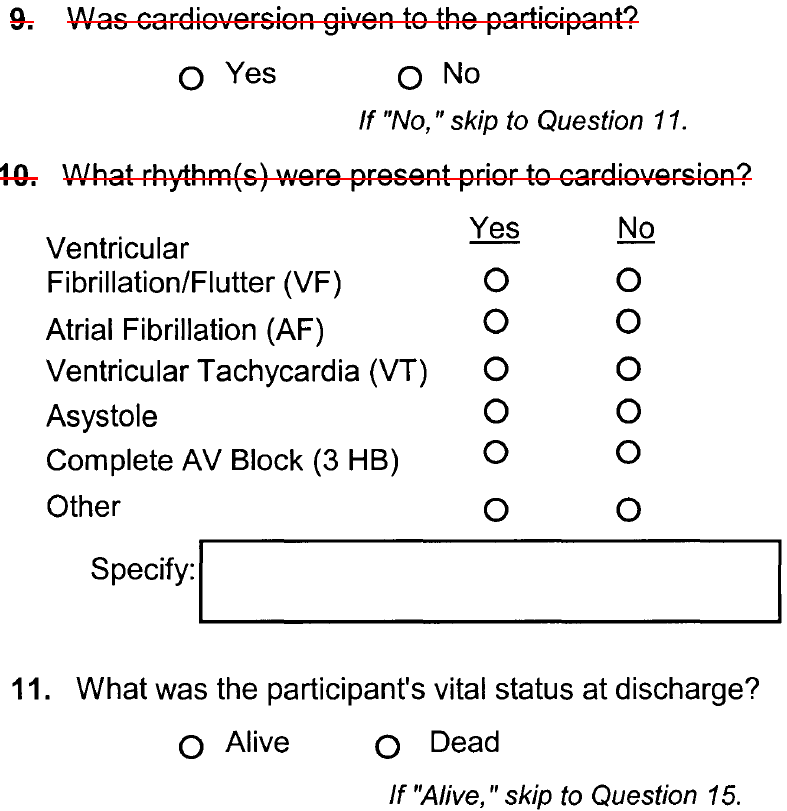 9. Was cardioversion given to the participant?
Yes No
If "No," skip to Question 11.
10. What rhythm(s) were present prior to cardioversion?
Yes No
Ventricular
Fibrillation/Flutter (VF)
Atrial Fibrillation (AF)
Ventricular Tachycardia (VT)
Asystole
Complete AV Block (3 HB)
Other
Specify:
11. What was the participant's vital status at discharge?
Alive Dead
If "Alive," skip to Question 15.